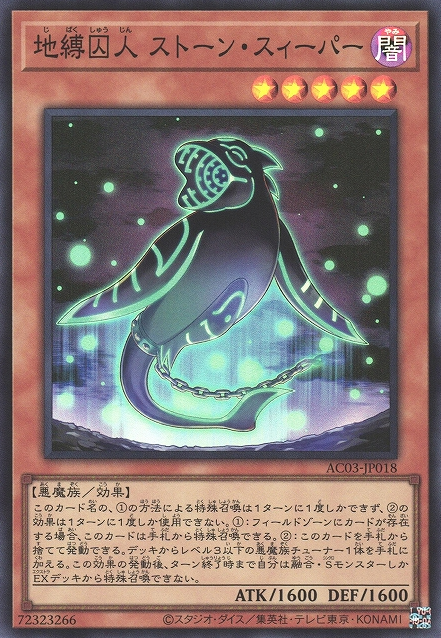 地縛囚人 ストーン・スィーパー
闇
AC03-JP018
【悪魔族／効果】
このカード名の、①の方法による特殊召喚は1ターンに1度しかできず、②の
効果は1ターンに1度しか使用できない。①：フィールドゾーンにカードが存在
する場合、このカードは手札から特殊召喚できる。②：このカードを手札から
捨てて発動できる。デッキからレベル3以下の悪魔族チューナー1体を手札に
加える。この効果の発動後、ターン終了時まで自分は融合・Sモンスターしか
EXデッキから特殊召喚できない。
ATK/1600 DEF/1600
72323266
©スタジオ・ダイス／集英社・テレビ東京・KONAMI